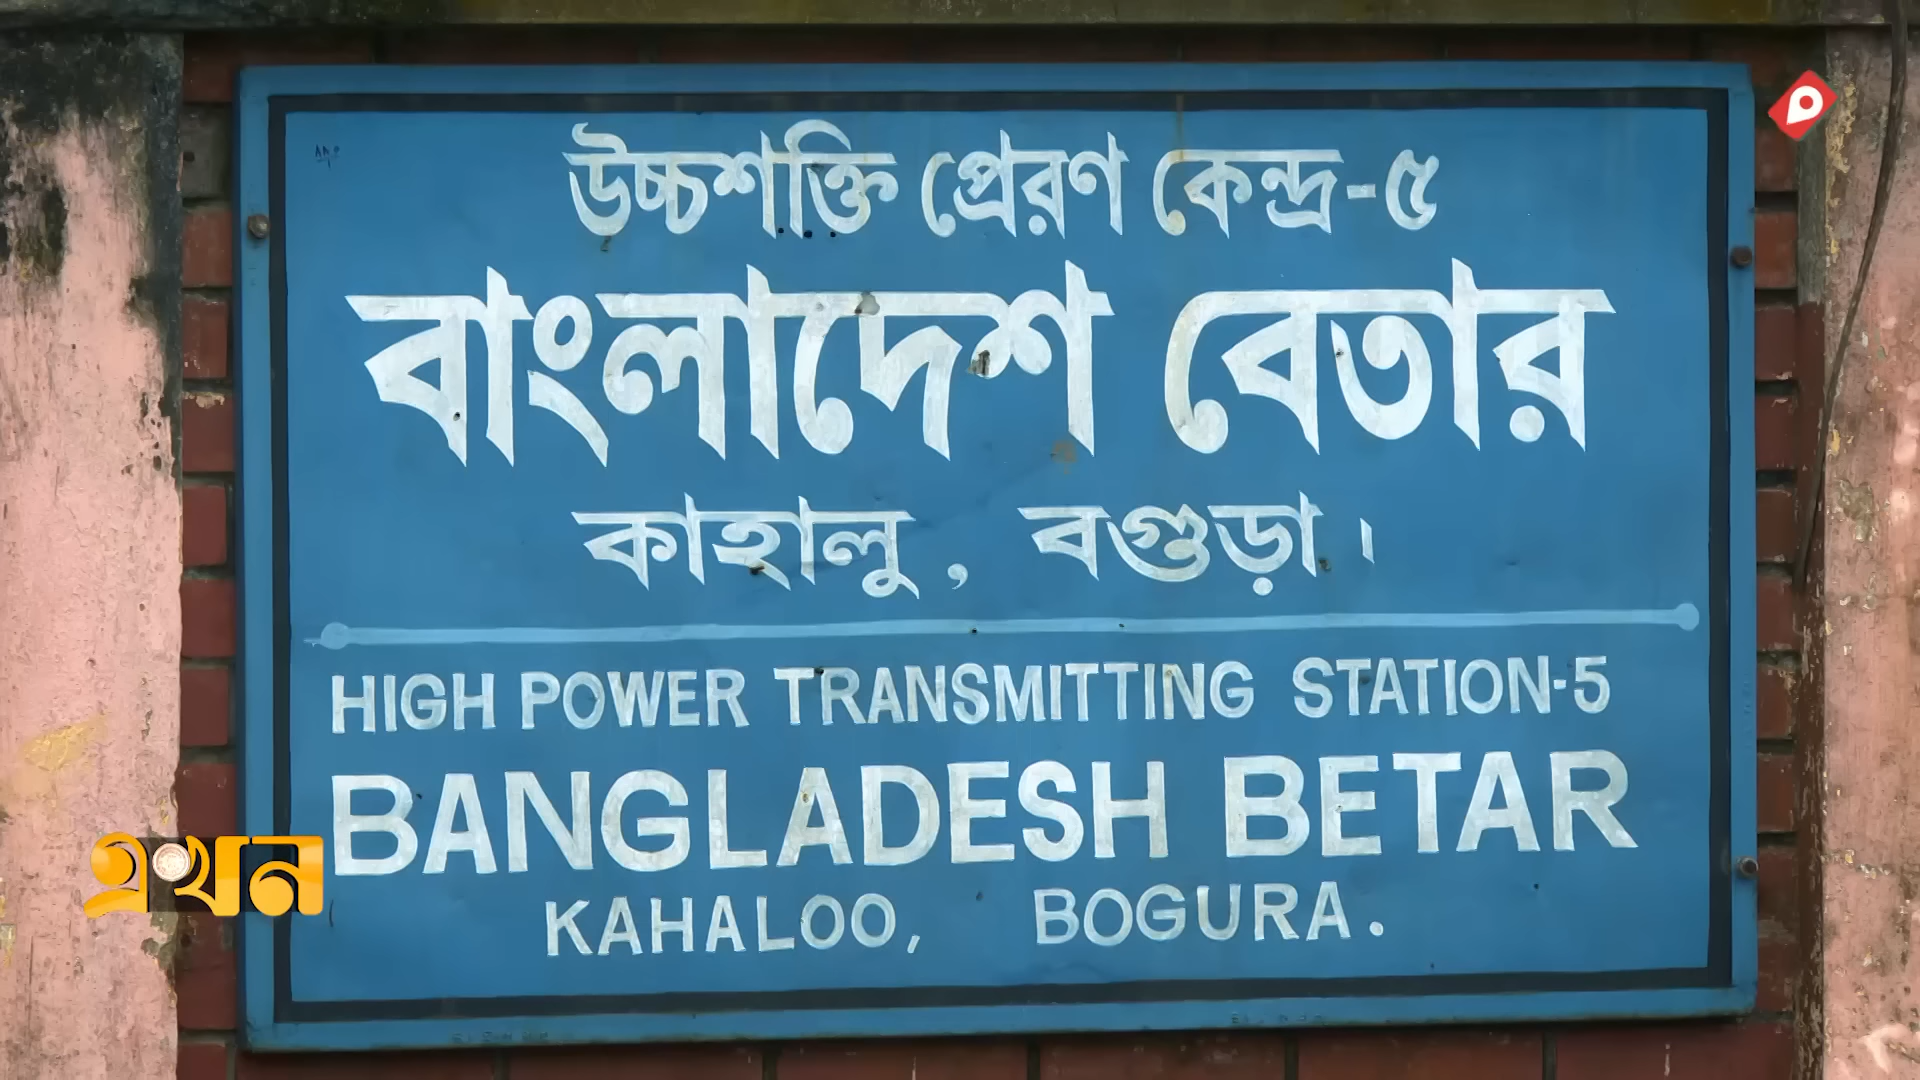 উচ্চশক্তি প্রেরণ কেন্দ্র-৫
বাংলাদেশ বেতার
কাহালু, বগুড়া।
HIGH POWER TRANSMITTING STATION-5
BANGLADESH BETAR
KAHALOO, BOGURA.
এখন